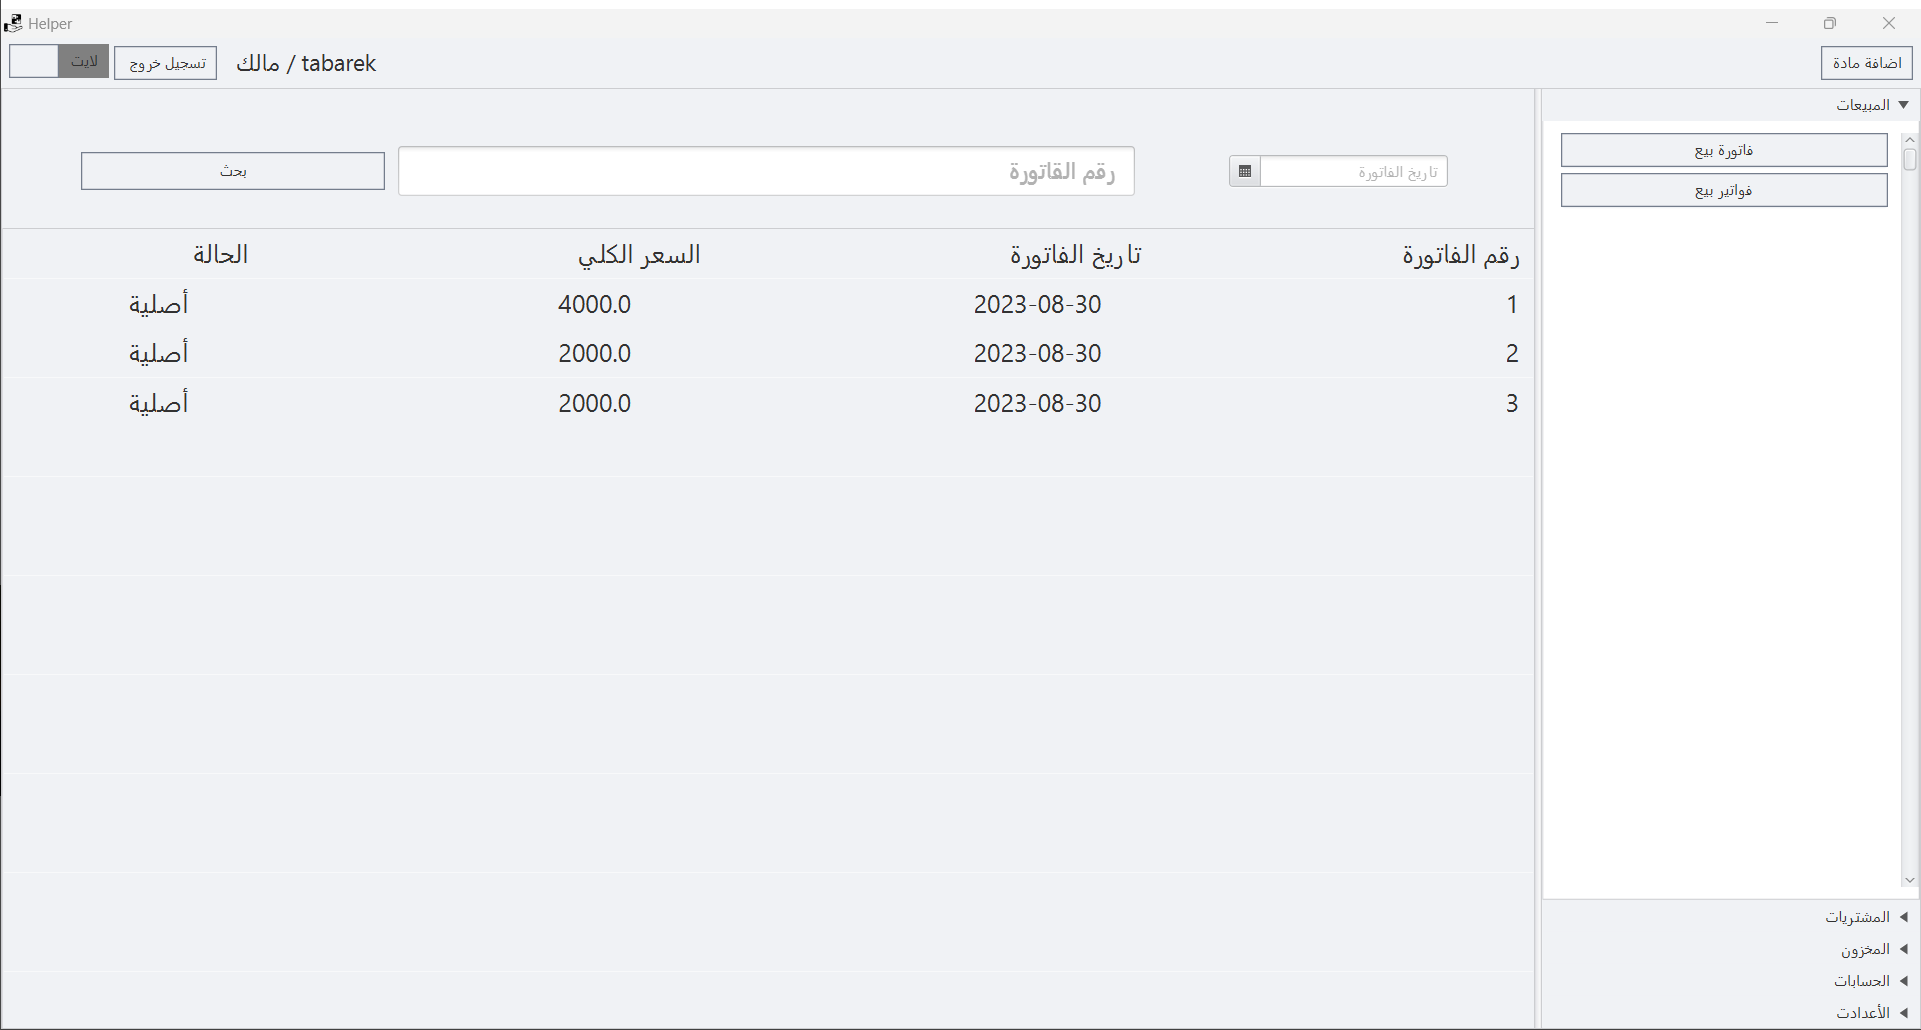 Helper
اضافة مادة
tabarek / مالك
تسجيل خروج
لايت
المبيعات
فاتورة بيع
فواتير بيع
المشتريات
المخزون
الحسابات
الأعدادت
تاريخ الفاتورة
رقم القاتورة
بحث
رقم الفاتورة تاريخ الفاتورة السعر الكلي الحالة
1 2023-08-30 4000.0 أصلية
2 2023-08-30 2000.0 أصلية
3 2023-08-30 2000.0 أصلية